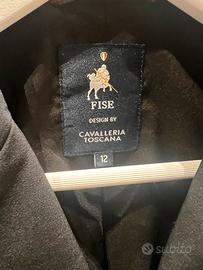 FISE
DESIGN BY
CAVALLERIA
TOSCANA
12
subito